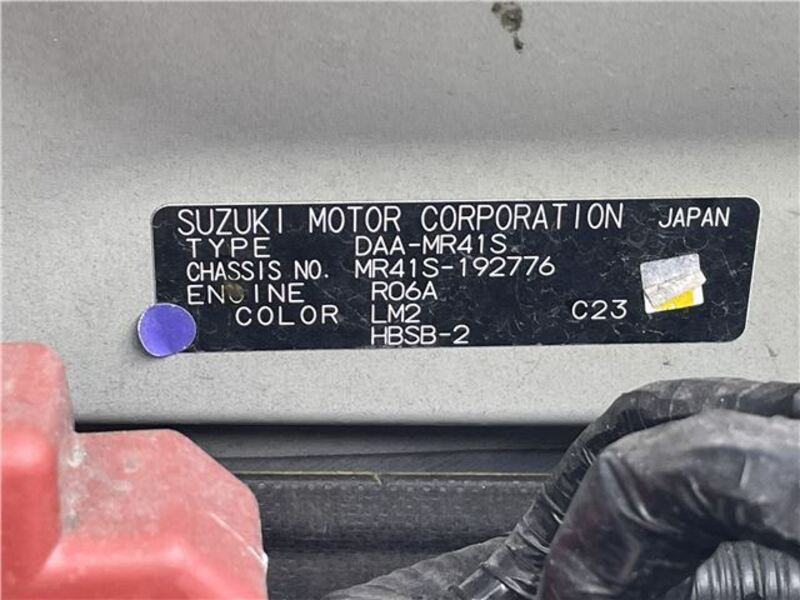 SUZUKI MOTOR CORPORATION JAPAN
TYPE DAA-MR41S
CHASSIS NO. MR41S-192776
ENGINE R06A
COLOR LM2 C23
HBSB-2